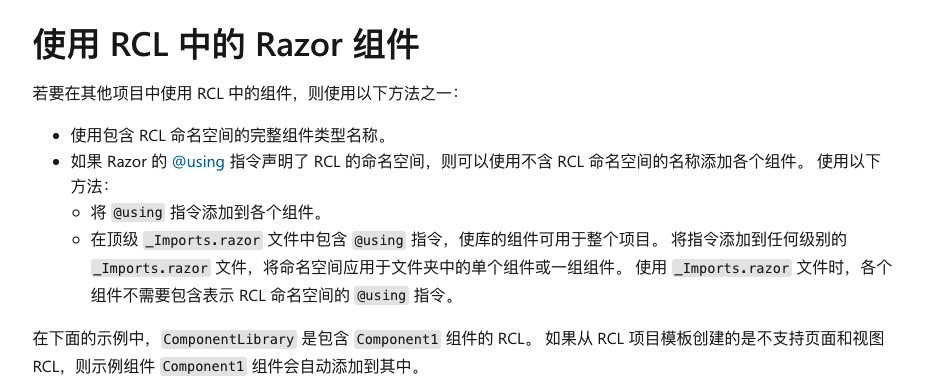 使用 RCL 中的 Razor 组件
若要在其他项目中使用 RCL 中的组件，则使用以下方法之一：
• 使用包含 RCL 命名空间的完整组件类型名称。
• 如果 Razor 的 @using 指令声明了 RCL 的命名空间，则可以使用不含 RCL 命名空间的名称添加各个组件。 使用以下
方法：
◦ 将 @using 指令添加到各个组件。
◦ 在顶级 _Imports.razor 文件中包含 @using 指令，使库的组件可用于整个项目。 将指令添加到任何级别的
_Imports.razor 文件，将命名空间应用于文件夹中的单个组件或一组组件。 使用 _Imports.razor 文件时，各个
组件不需要包含表示 RCL 命名空间的 @using 指令。
在下面的示例中，ComponentLibrary 是包含 Component1 组件的 RCL。 如果从 RCL 项目模板创建的是不支持页面和视图
RCL，则示例组件 Component1 组件会自动添加到其中。